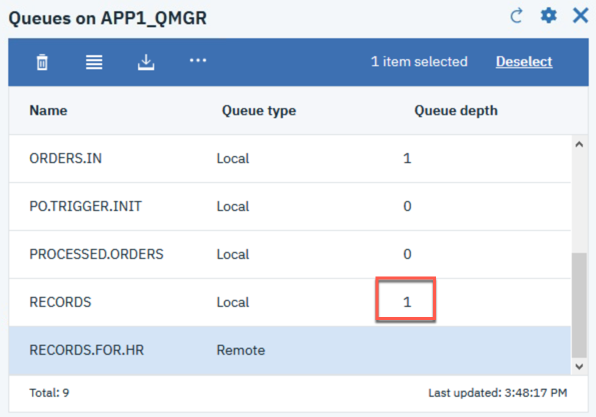 Queues on APP1_QMGR
1 item selected Deselect
Name Queue type Queue depth
ORDERS.IN Local 1
PO.TRIGGER.INIT Local 0
PROCESSED.ORDERS Local 0
RECORDS Local 1
RECORDS.FOR.HR Remote
Total: 9 Last updated: 3:48:17 PM